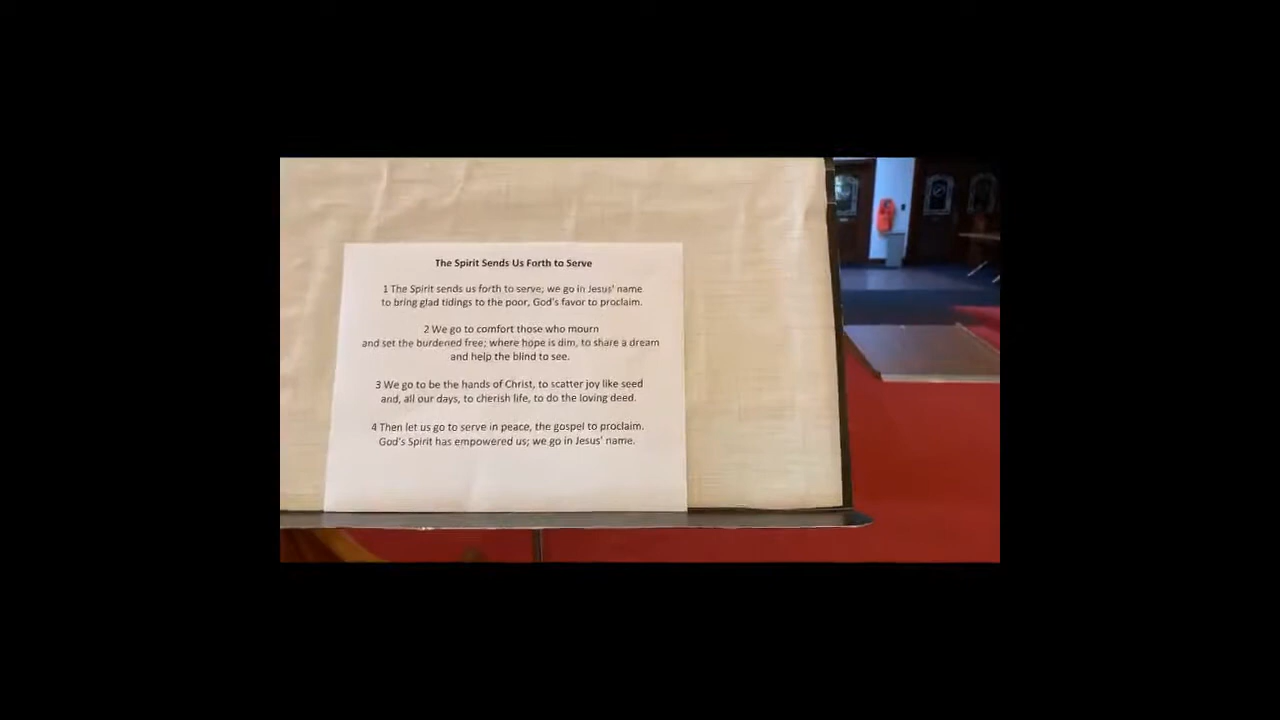 The Spirit Sends Us Forth to Serve
1 The Spirit sends us forth to serve; we go in Jesus' name
to bring glad tidings to the poor, God's favor to proclaim.
2 We go to comfort those who mourn
and set the burdened free; where hope is dim, to share a dream
and help the blind to see.
3 We go to be the hands of Christ, to scatter joy like seed
and, all our days, to cherish life, to do the loving deed.
4 Then let us go to serve in peace, the gospel to proclaim.
God's Spirit has empowered us; we go in Jesus' name.